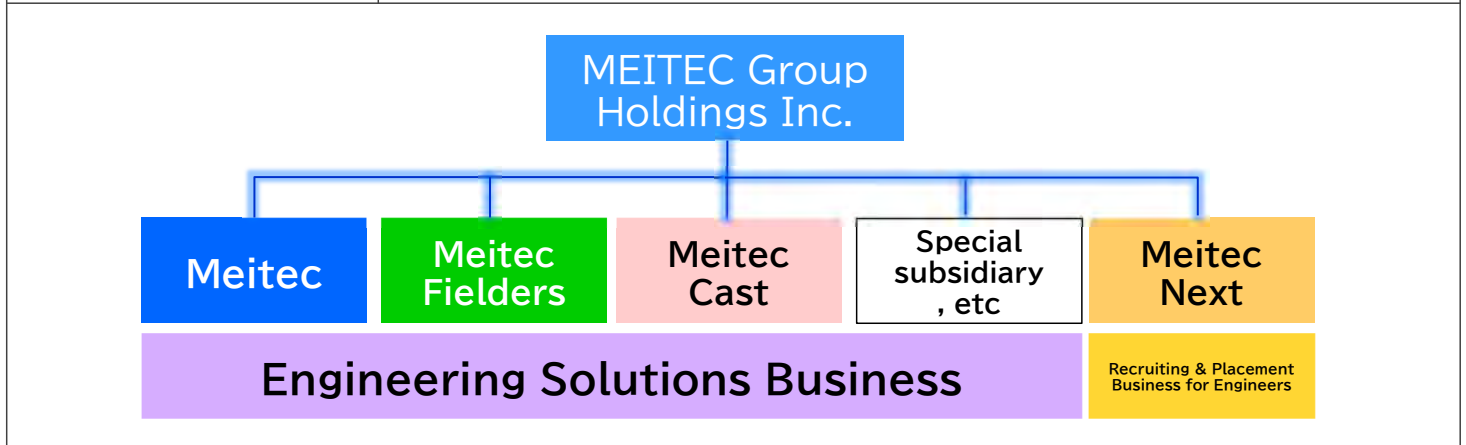 MEITEC Group
Holdings Inc.
Meitec
Meitec
Fielders
Meitec
Cast
Special
subsidiary
, etc
Meitec
Next
Engineering Solutions Business
Recruiting & Placement
Business for Engineers